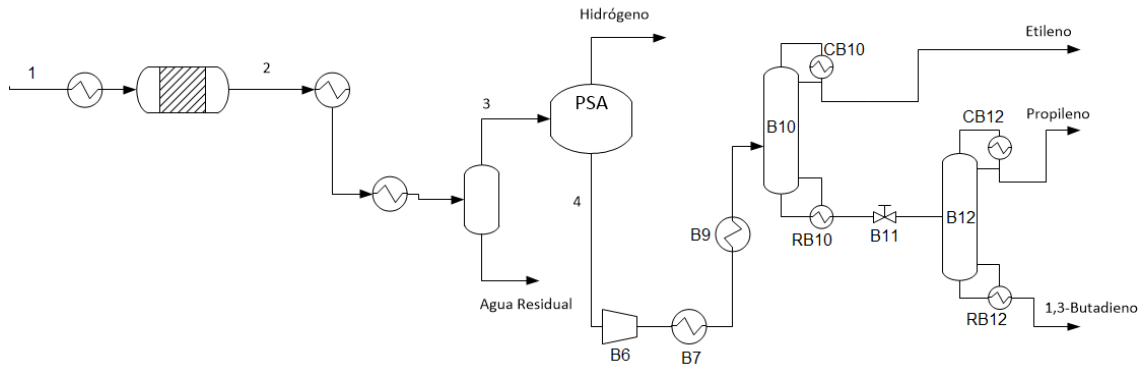 Hidrógeno
Etileno
1
2
CB10
3
PSA
B10
CB12
Propileno
4
B9
RB10
B11
B12
Agua Residual
B6
B7
RB12
1,3-Butadieno